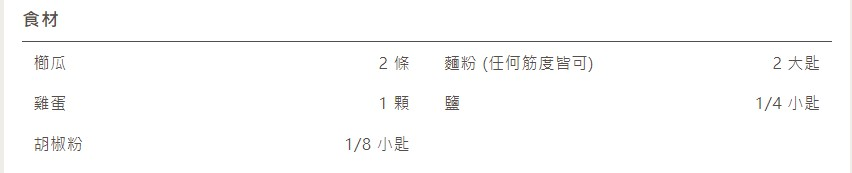 食材
櫛瓜 2 條 麵粉 (任何筋度皆可) 2 大匙
雞蛋 1 顆 鹽 1/4 小匙
胡椒粉 1/8 小匙